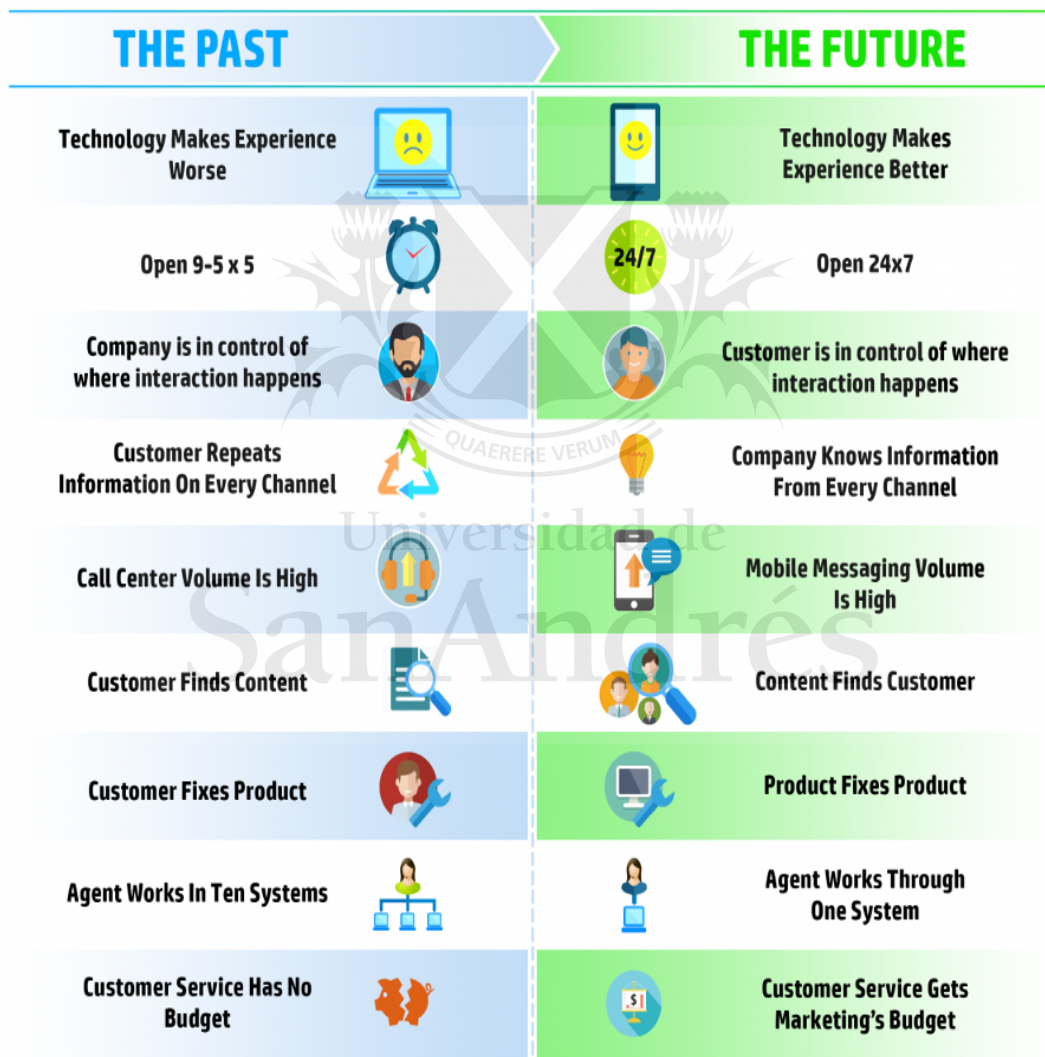 THE PAST
THE FUTURE
Technology Makes Experience
Worse
Technology Makes
Experience Better
Open 9-5 x 5
24/7
Open 24x7
Company is in control of
where interaction happens
Customer is in control of where
interaction happens
Customer Repeats
Information On Every Channel
Company Knows Information
From Every Channel
QUAERERE VERUM
Universidad de
SanAndrés
Call Center Volume Is High
Mobile Messaging Volume
Is High
Customer Finds Content
Content Finds Customer
Customer Fixes Product
Product Fixes Product
Agent Works In Ten Systems
Agent Works Through
One System
Customer Service Has No
Budget
$
Customer Service Gets
Marketing's Budget